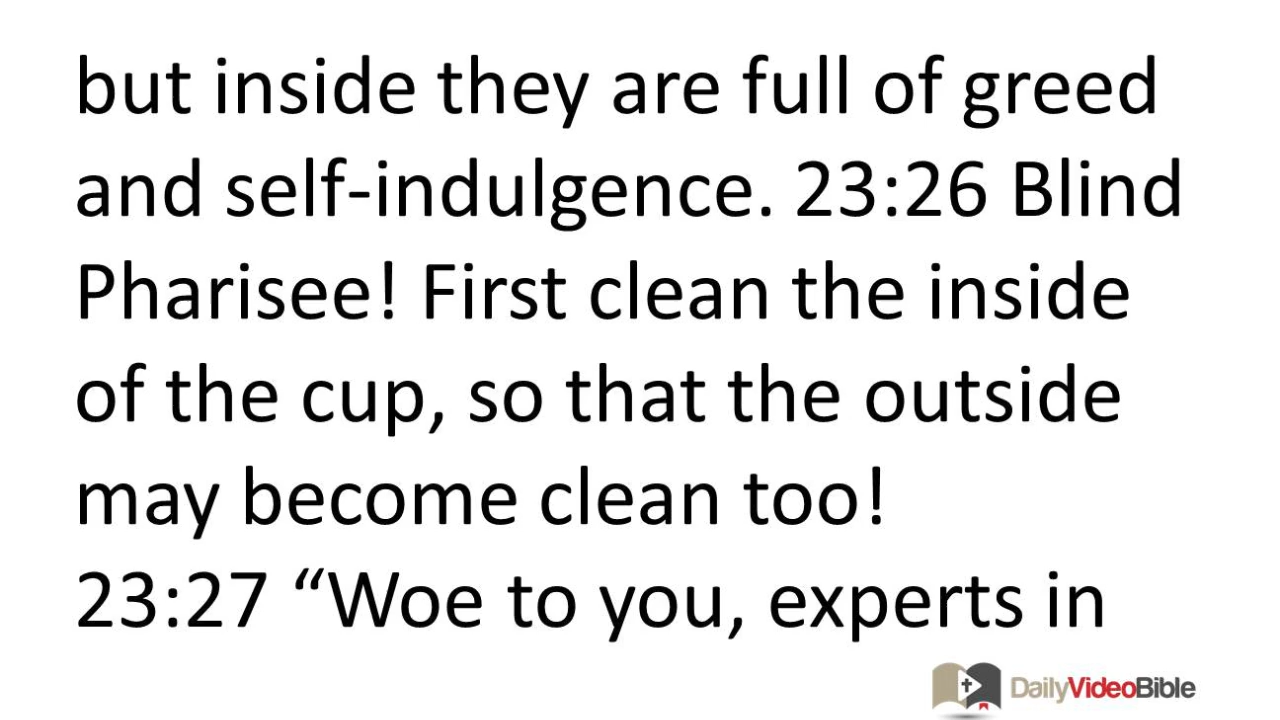 but inside they are full of greed
and self-indulgence. 23:26 Blind
Pharisee! First clean the inside
of the cup, so that the outside
may become clean too!
23:27 “Woe to you, experts in
DailyVideoBible